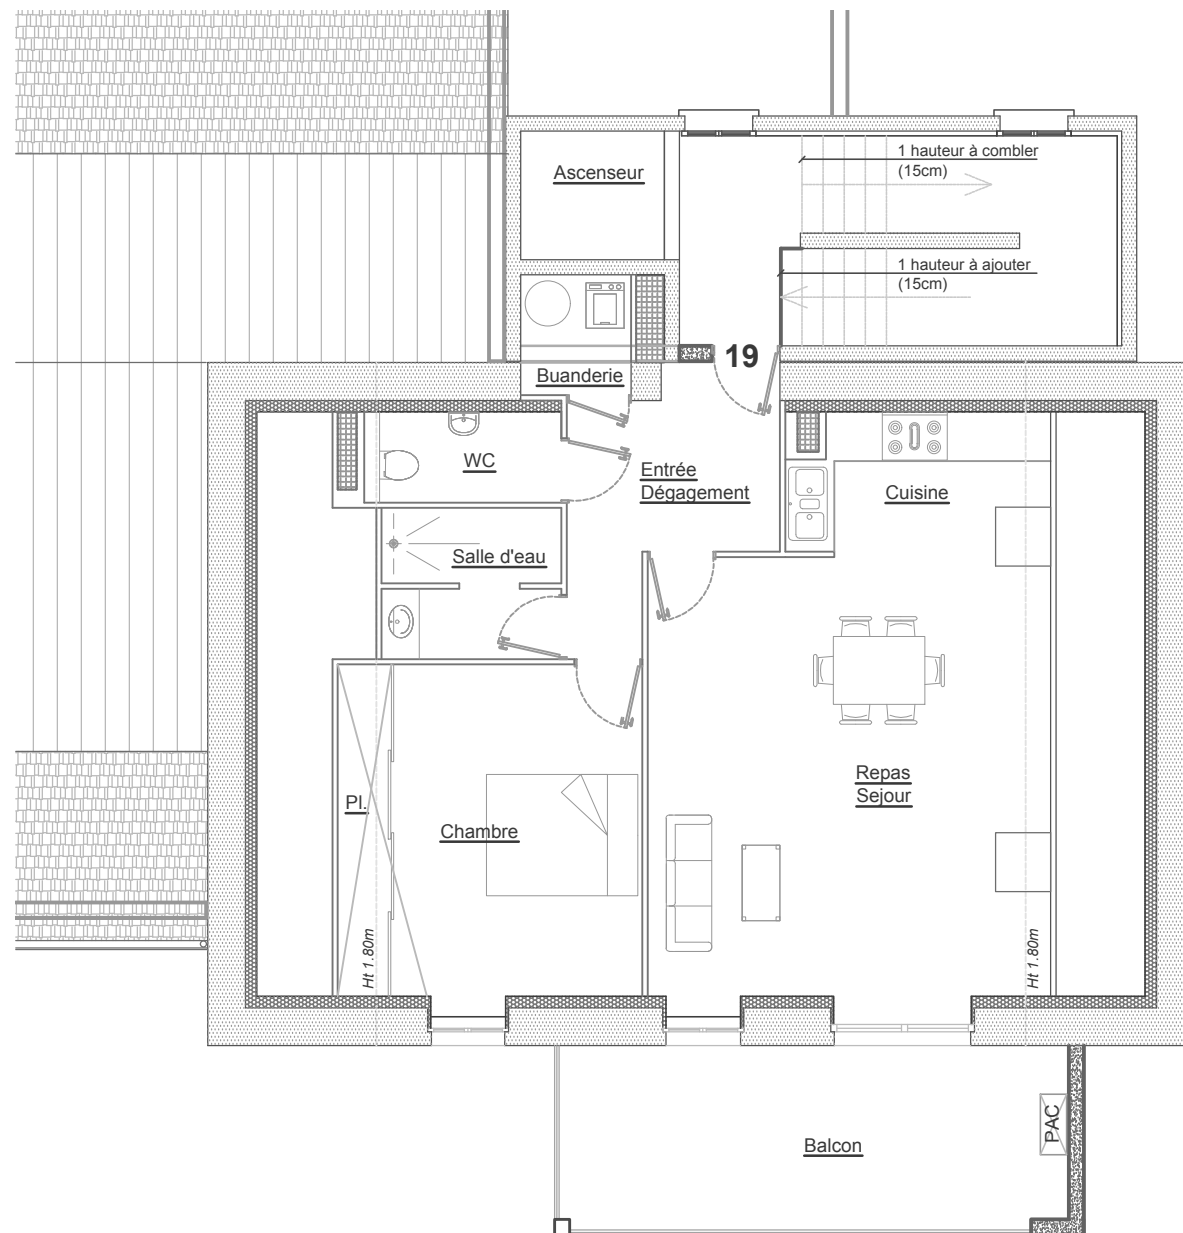 1 hauteur à combler
(15cm)
Ascenseur
1 hauteur à ajouter
(15cm)
19
Buanderie
WC
Entrée
Dégagement
Cuisine
Salle d'eau
Repas
Sejour
Pl.
Chambre
Ht 1.80m
Ht 1.80m
PAC
Balcon